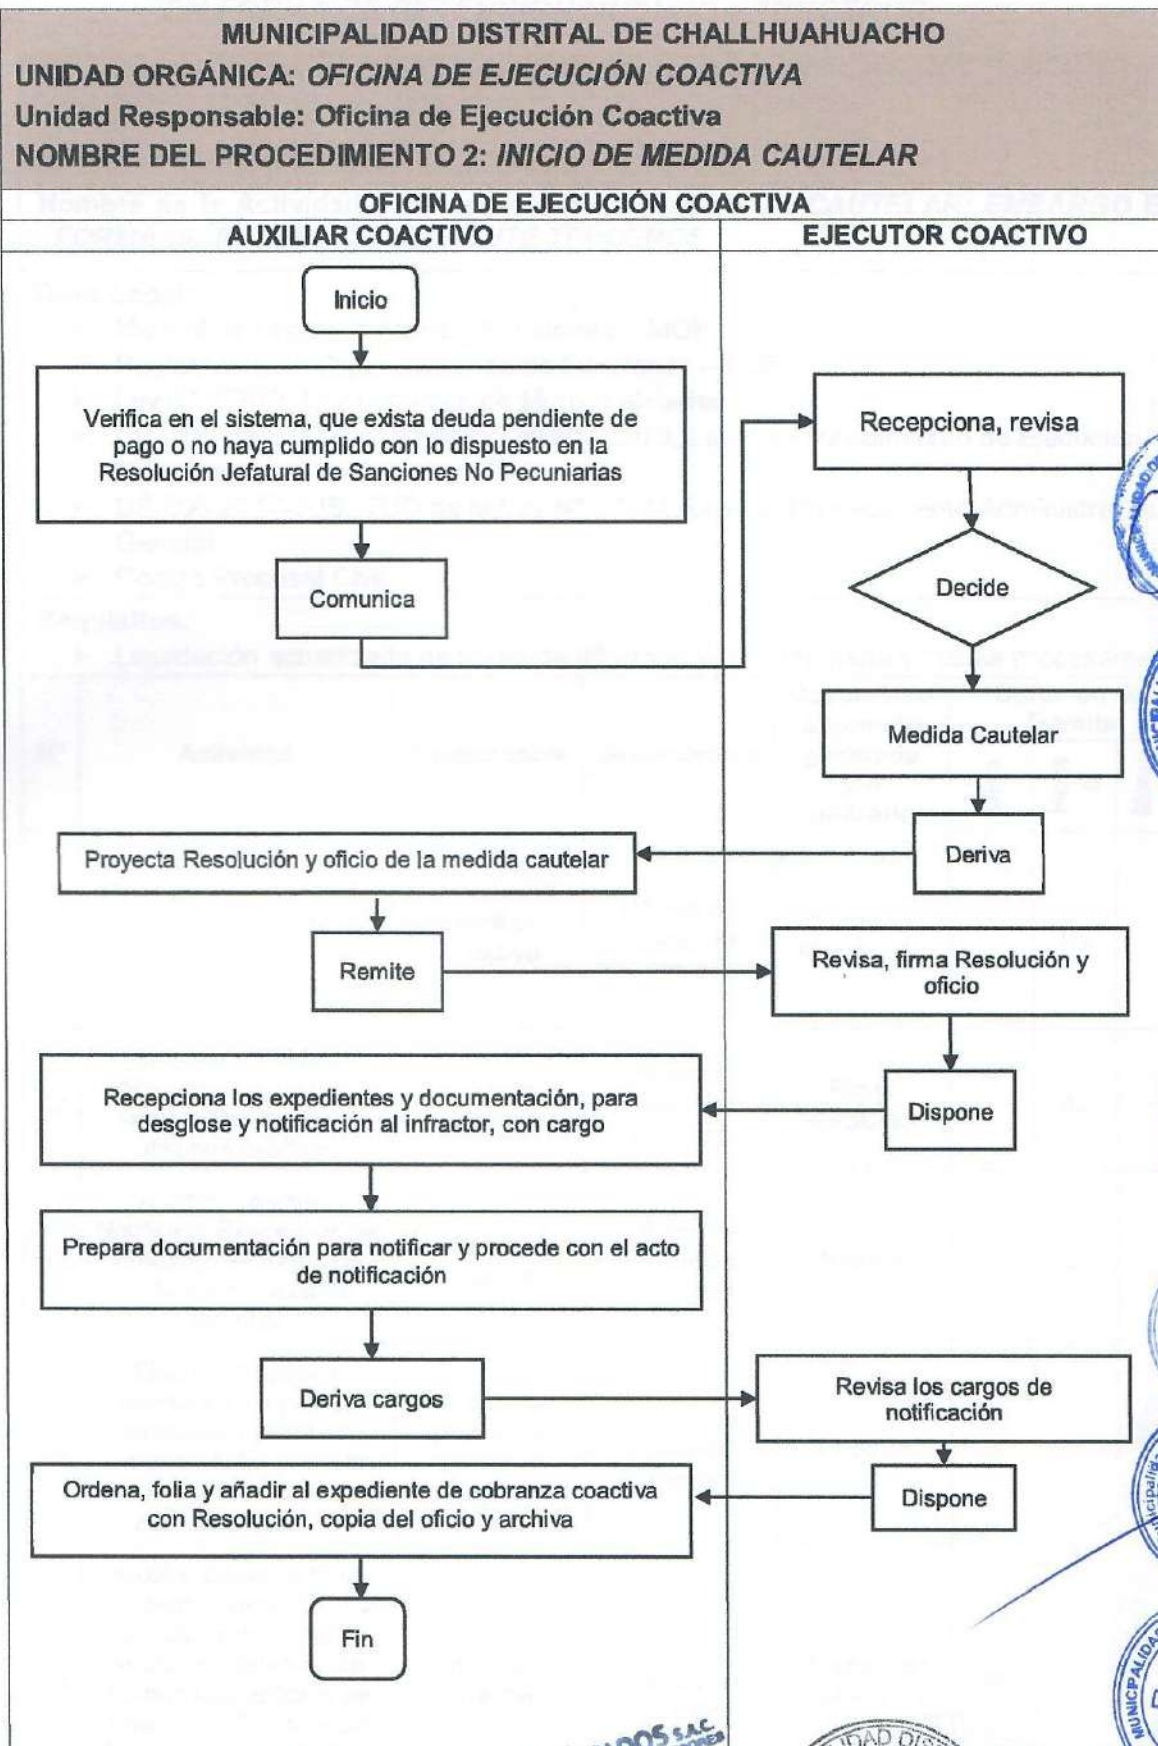 MUNICIPALIDAD DISTRITAL DE CHALLHUAHUACHO
UNIDAD ORGÁNICA: OFICINA DE EJECUCIÓN COACTIVA
Unidad Responsable: Oficina de Ejecución Coactiva
NOMBRE DEL PROCEDIMIENTO 2: INICIO DE MEDIDA CAUTELAR
OFICINA DE EJECUCIÓN COACTIVA
AUXILIAR COACTIVO
EJECUTOR COACTIVO
Inicio
Verifica en el sistema, que exista deuda pendiente de
pago o no haya cumplido con lo dispuesto en la
Resolución Jefatural de Sanciones No Pecuniarias
Recepciona, revisa
Comunica
Decide
Medida Cautelar
Deriva
Proyecta Resolución y oficio de la medida cautelar
Remite
Revisa, firma Resolución y
oficio
Recepciona los expedientes y documentación, para
desglose y notificación al infractor, con cargo
Dispone
Prepara documentación para notificar y procede con el acto
de notificación
Deriva cargos
Revisa los cargos de
notificación
Ordena, folia y añadir al expediente de cobranza coactiva
con Resolución, copia del oficio y archiva
Dispone
Fin